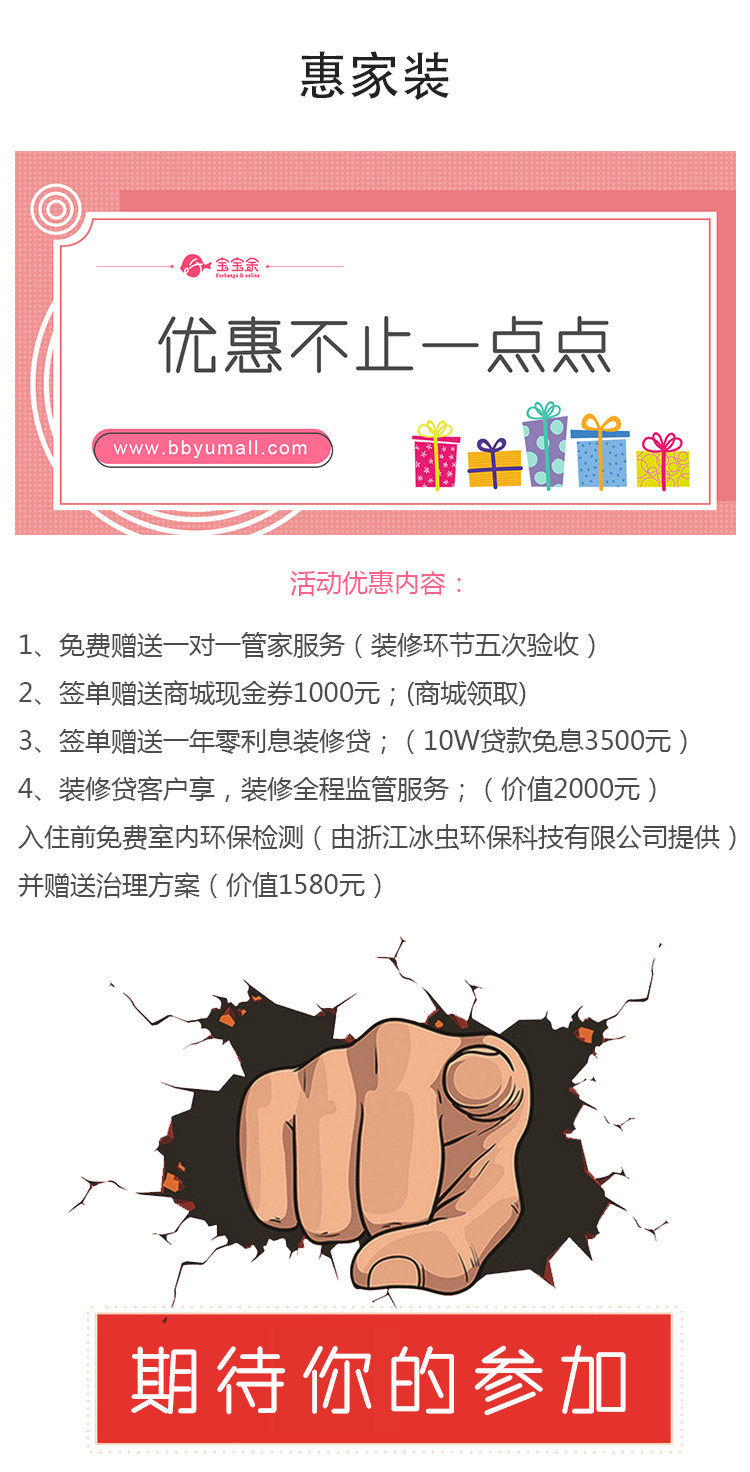 惠家装
宝宝余
Exchange & online
优惠不止一点点
www.bbyumall.com
活动优惠内容：
1、免费赠送一对一管家服务（装修环节五次验收）
2、签单赠送商城现金券1000元；(商城领取)
3、签单赠送一年零利息装修贷；（10W贷款免息3500元）
4、装修贷客户享，装修全程监管服务；（价值2000元）
入住前免费室内环保检测（由浙江冰虫环保科技有限公司提供）
并赠送治理方案（价值1580元）
期待你的参加